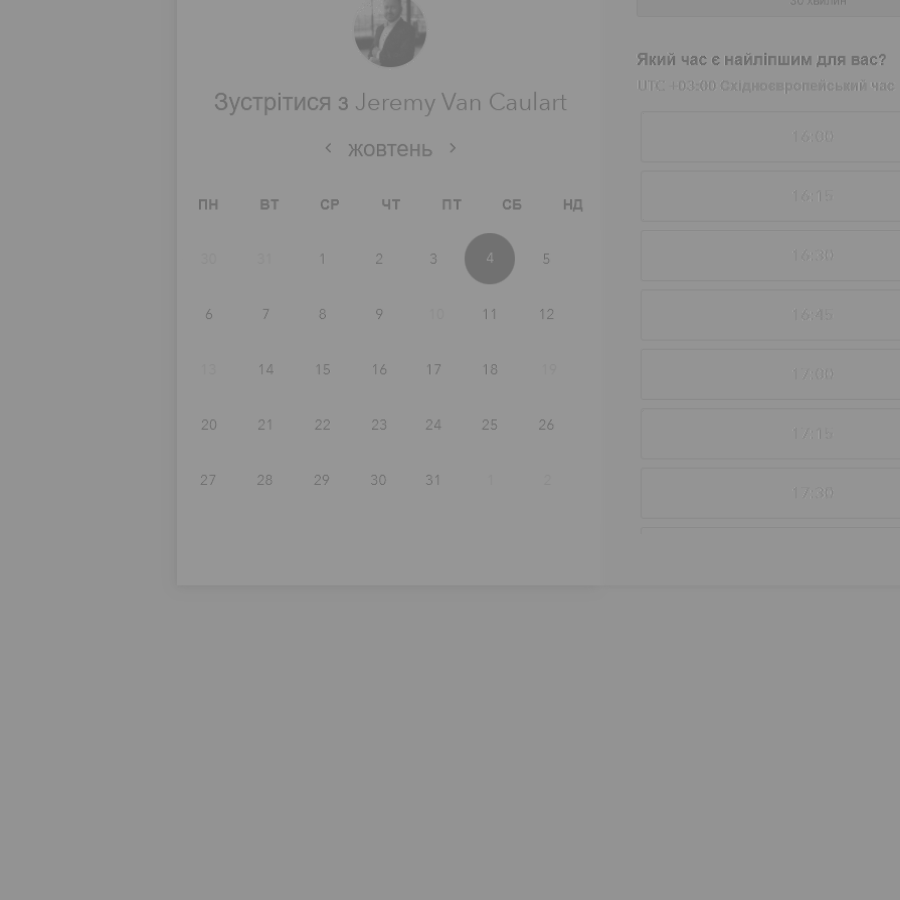 30 хвилин
Зустрітися з Jeremy Van Caulart
жовтень
ПН ВТ СР ЧТ ПТ СБ НД
30 31 1 2 3 4 5
6 7 8 9 10 11 12
13 14 15 16 17 18 19
20 21 22 23 24 25 26
27 28 29 30 31 1 2
Який час є найліпшим для вас?
UTC +03:00 Східноєвропейський час
16:00
16:15
16:30
16:45
17:00
17:15
17:30